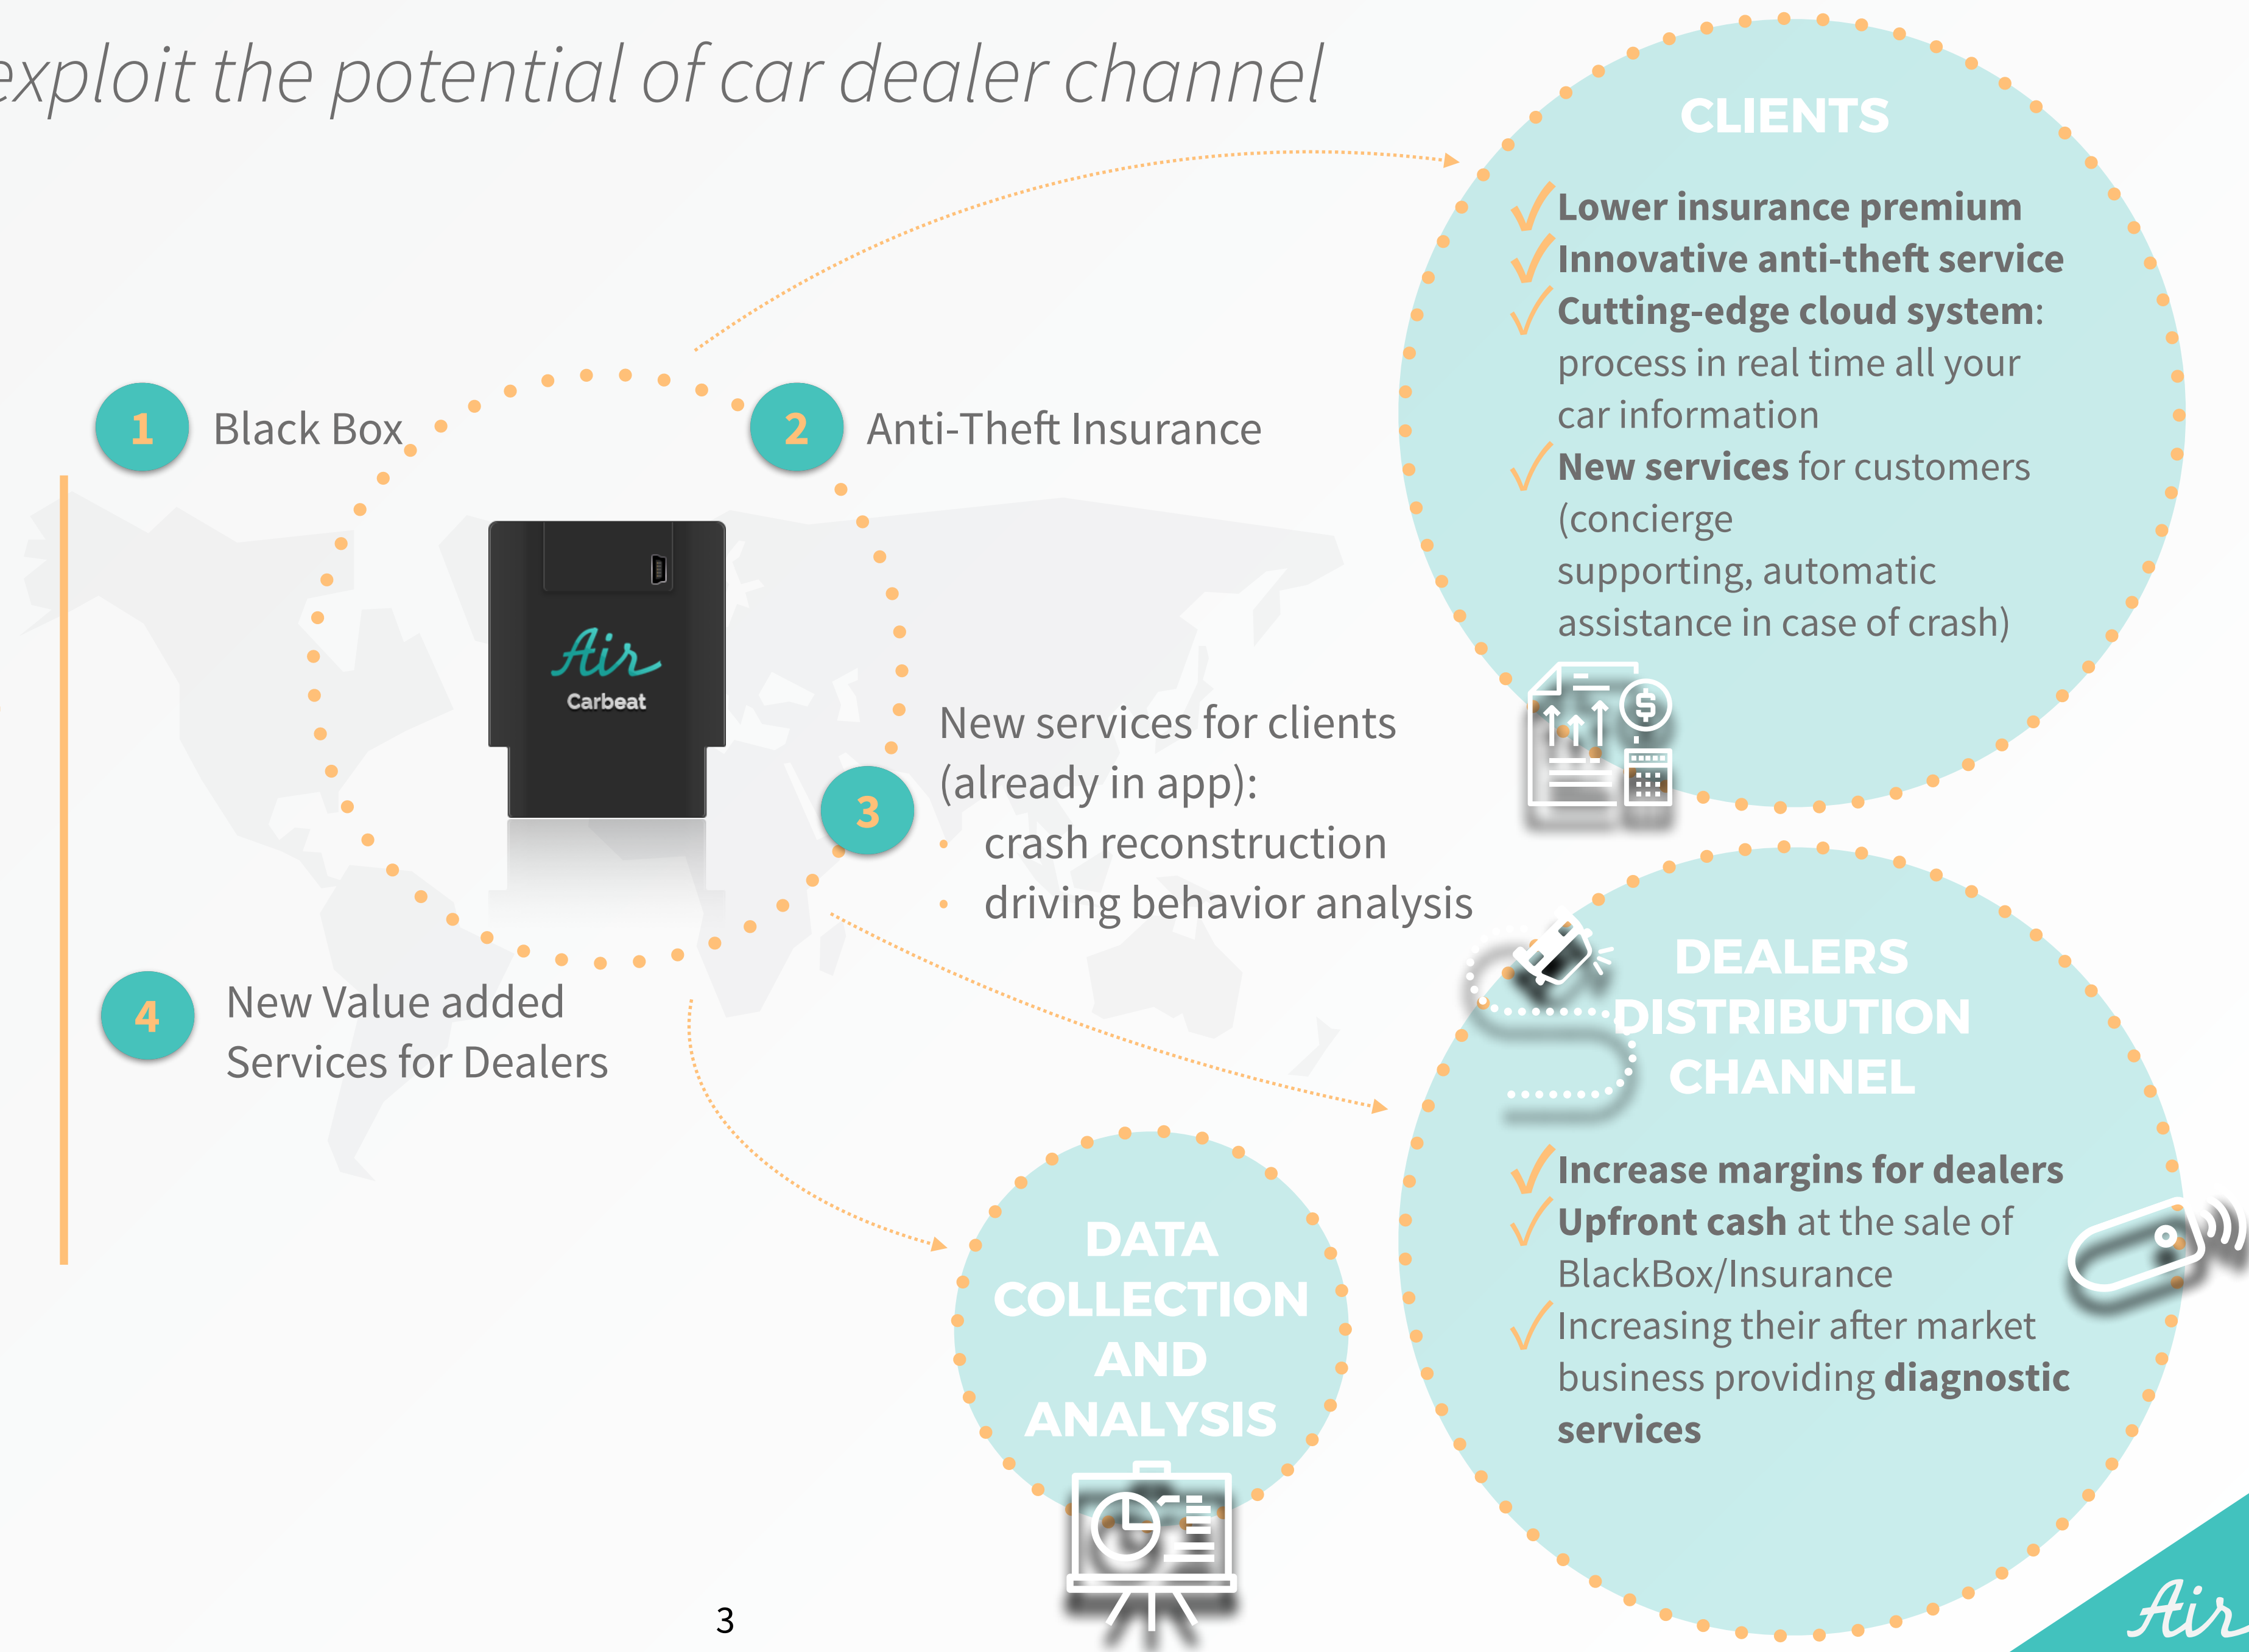 exploit the potential of car dealer channel
1
Black Box
2
Anti-Theft Insurance
Air
Carbeat
3
New services for clients
(already in app):
• crash reconstruction
• driving behavior analysis
4
New Value added
Services for Dealers
CLIENTS
Lower insurance premium
Innovative anti-theft service
Cutting-edge cloud system:
process in real time all your
car information
New services for customers
(concierge
supporting, automatic
assistance in case of crash)
$
DEALERS
DISTRIBUTION
CHANNEL
Increase margins for dealers
Upfront cash at the sale of
BlackBox/Insurance
Increasing their after market
business providing diagnostic
services
DATA
COLLECTION
AND
ANALYSIS
3
Air